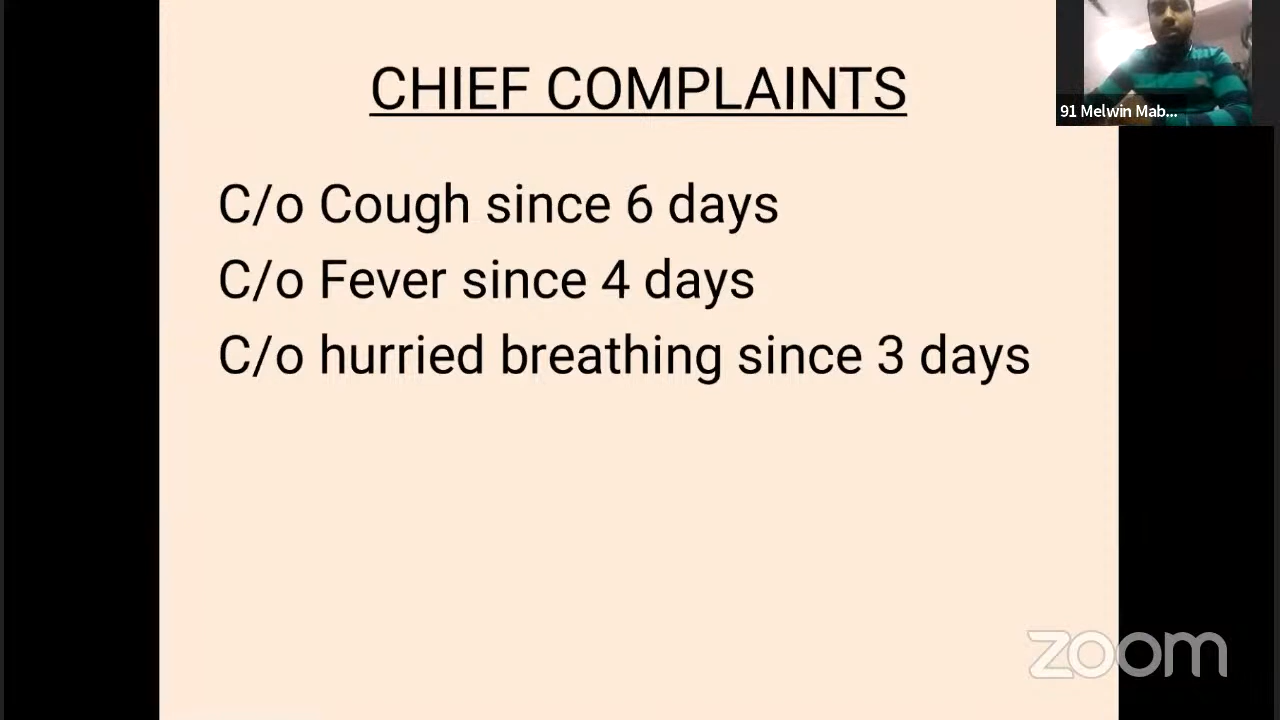 CHIEF COMPLAINTS
91 Melwin Mab...
C/o Cough since 6 days
C/o Fever since 4 days
C/o hurried breathing since 3 days
zoom